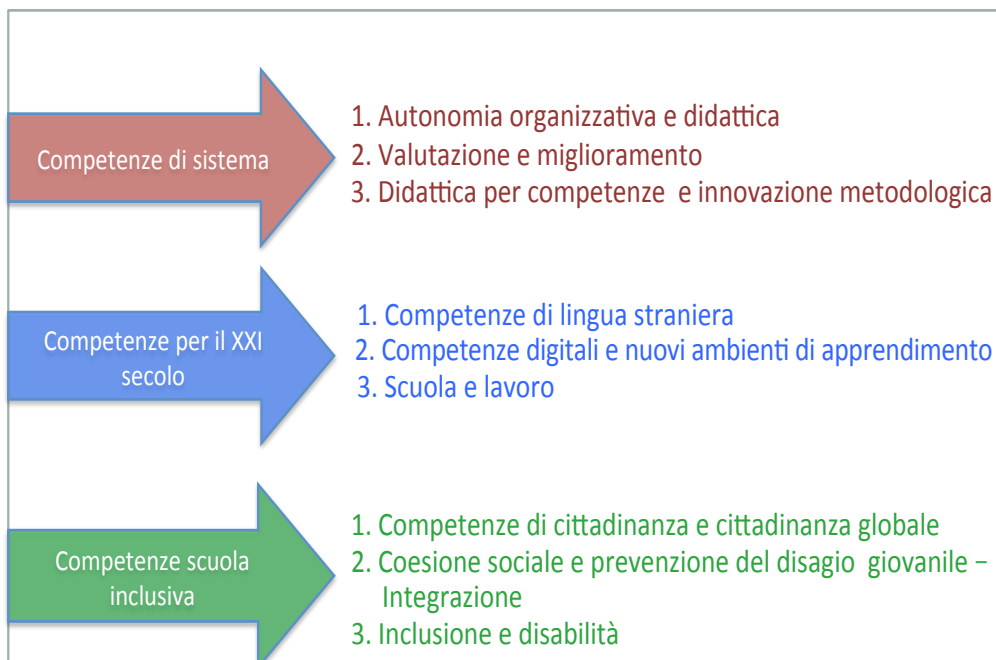 Competenze di sistema
1. Autonomia organizzativa e didattica
2. Valutazione e miglioramento
3. Didattica per competenze e innovazione metodologica
Competenze per il XXI
secolo
1. Competenze di lingua straniera
2. Competenze digitali e nuovi ambienti di apprendimento
3. Scuola e lavoro
Competenze scuola
inclusiva
1. Competenze di cittadinanza e cittadinanza globale
2. Coesione sociale e prevenzione del disagio giovanile –
Integrazione
3. Inclusione e disabilità